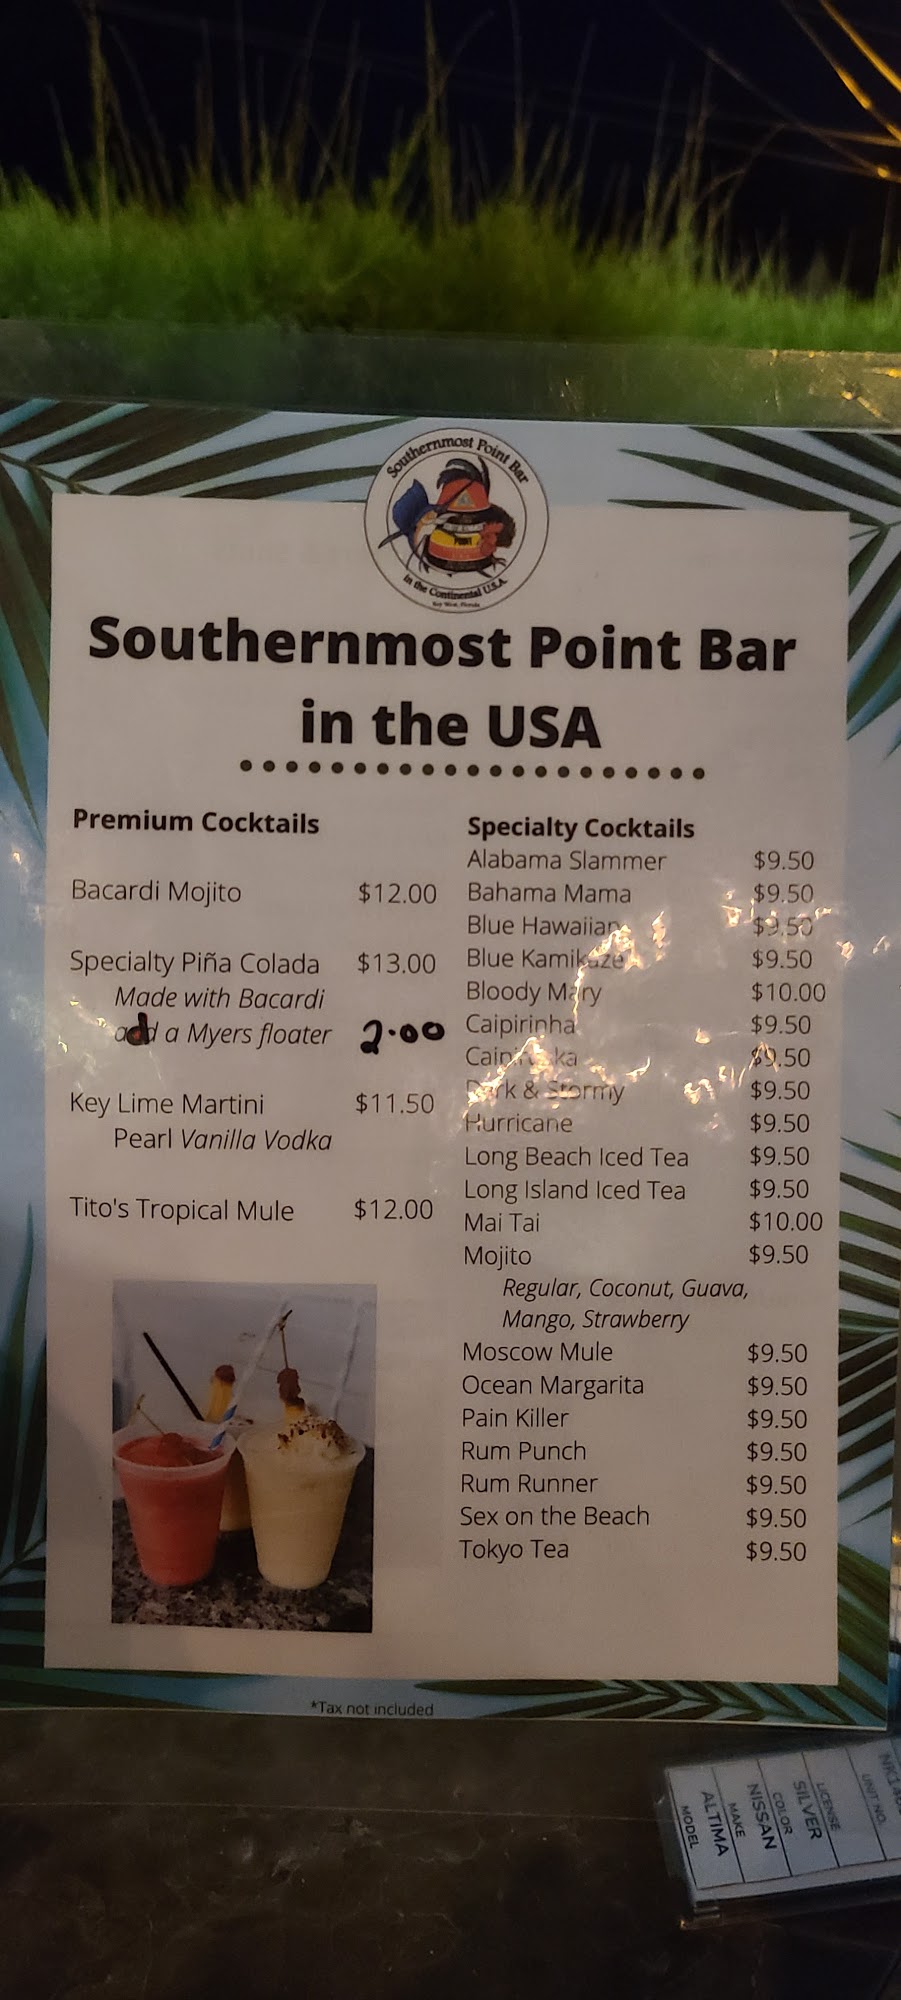 Southernmost Point Bar
POINT
in the Continental U.S.A.
Key West, Florida
Southernmost Point Bar
in the USA
Premium Cocktails
Bacardi Mojito $12.00
Specialty Piña Colada $13.00
Made with Bacardi
add a Myers floater 2.00
Key Lime Martini $11.50
Pearl Vanilla Vodka
Tito's Tropical Mule $12.00
Specialty Cocktails
Alabama Slammer $9.50
Bahama Mama $9.50
Blue Hawaiian $9.50
Blue Kamikaze $9.50
Bloody Mary $10.00
Caipirinha $9.50
$9.50
Dark & Stormy $9.50
Hurricane $9.50
Long Beach Iced Tea $9.50
Long Island Iced Tea $9.50
Mai Tai $10.00
Mojito $9.50
Regular, Coconut, Guava,
Mango, Strawberry
Moscow Mule $9.50
Ocean Margarita $9.50
Pain Killer $9.50
Rum Punch $9.50
Rum Runner $9.50
Sex on the Beach $9.50
Tokyo Tea $9.50
*Tax not included
UNIT NO.
LICENSE
SILVER
COLOR
NISSAN
MAKE
ALTIMA
MODEL